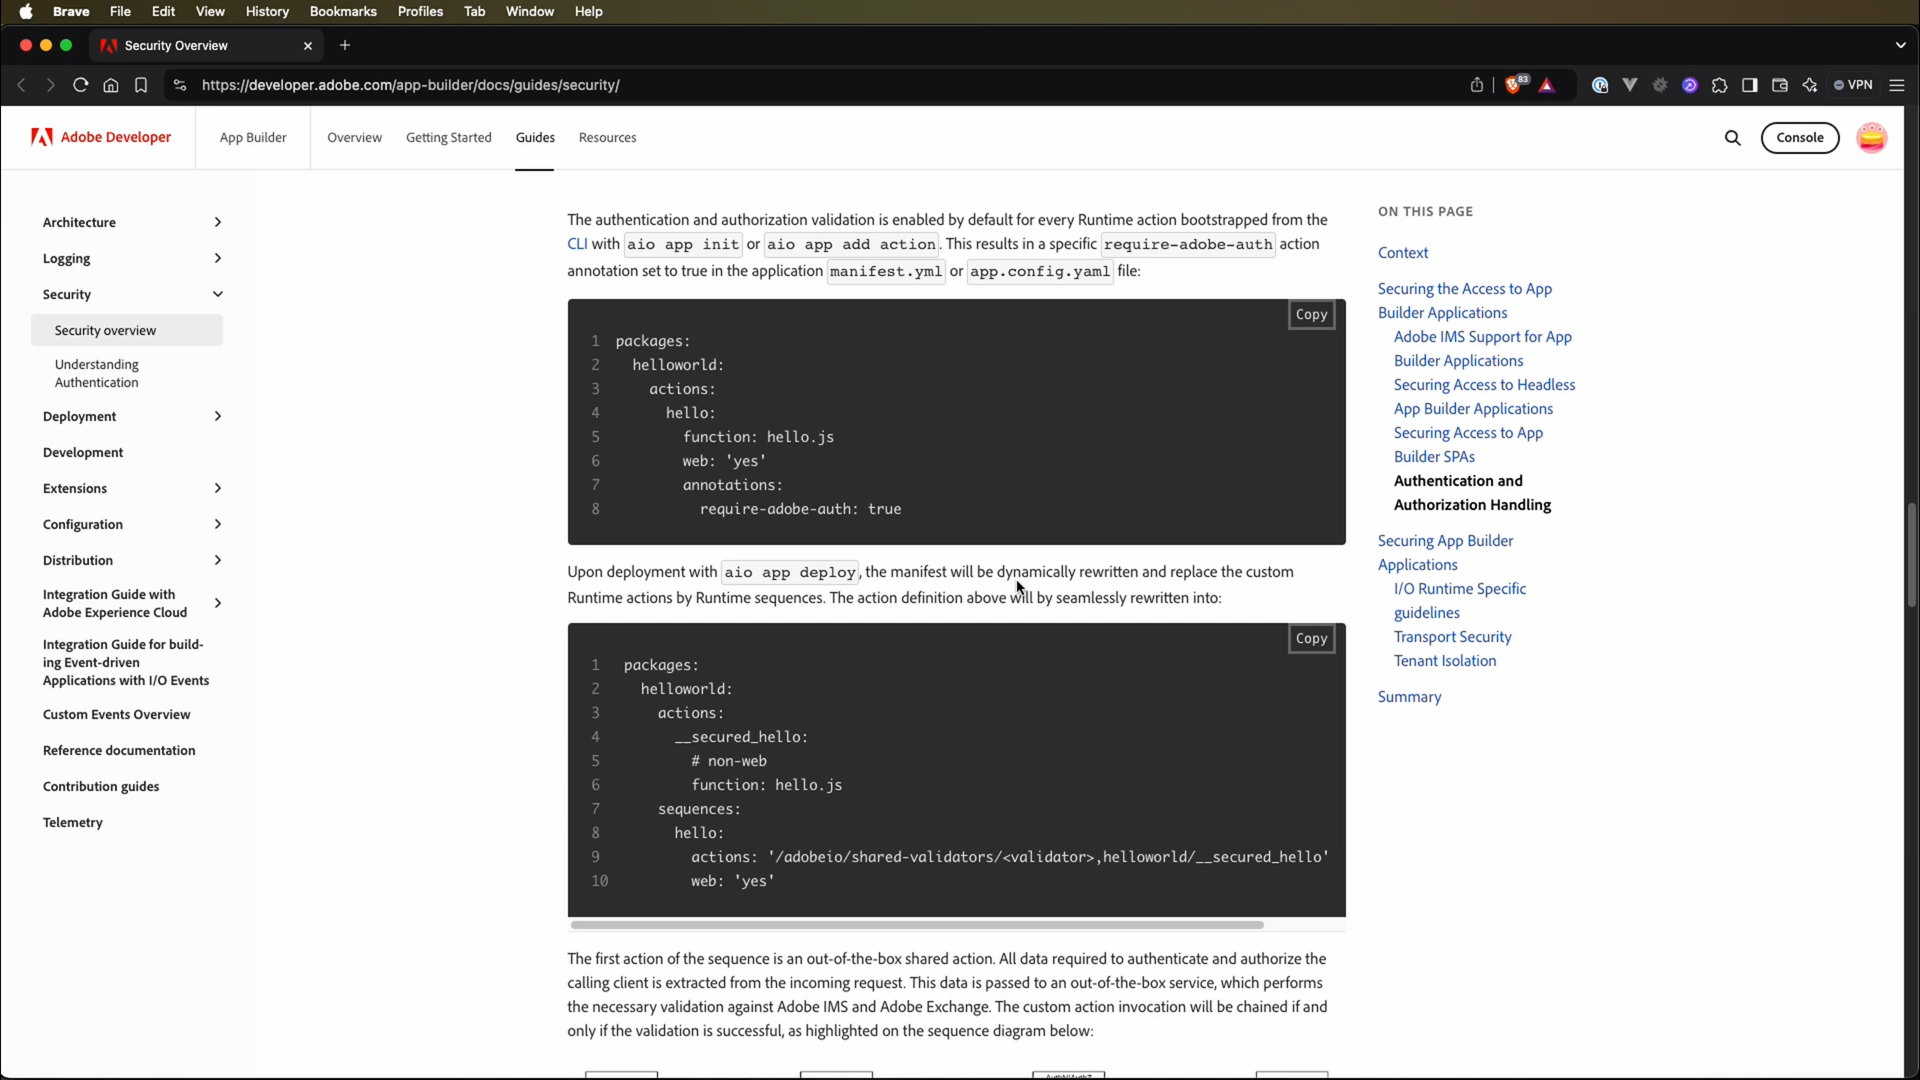 Brave File Edit View History Bookmarks Profiles Tab Window Help
Security Overview
https://developer.adobe.com/app-builder/docs/guides/security/
83
VPN
Adobe Developer
App Builder
Overview
Getting Started
Guides
Resources
Console
Architecture
Logging
Security
Security overview
Understanding
Authentication
Deployment
Development
Extensions
Configuration
Distribution
Integration Guide with
Adobe Experience Cloud
Integration Guide for build-
ing Event-driven
Applications with I/O Events
Custom Events Overview
Reference documentation
Contribution guides
Telemetry
The authentication and authorization validation is enabled by default for every Runtime action bootstrapped from the
CLI with aio app init or aio app add action. This results in a specific require-adobe-auth action
annotation set to true in the application manifest.yml or app.config.yaml file:
Copy
1 packages:
2 helloworld:
3 actions:
4 hello:
5 function: hello.js
6 web: 'yes'
7 annotations:
8 require-adobe-auth: true
Upon deployment with aio app deploy, the manifest will be dynamically rewritten and replace the custom
Runtime actions by Runtime sequences. The action definition above will by seamlessly rewritten into:
Copy
1 packages:
2 helloworld:
3 actions:
4 __secured_hello:
5 # non-web
6 function: hello.js
7 sequences:
8 hello:
9 actions: '/adobeio/shared-validators/<validator>,helloworld/__secured_hello'
10 web: 'yes'
The first action of the sequence is an out-of-the-box shared action. All data required to authenticate and authorize the
calling client is extracted from the incoming request. This data is passed to an out-of-the-box service, which performs
the necessary validation against Adobe IMS and Adobe Exchange. The custom action invocation will be chained if and
only if the validation is successful, as highlighted on the sequence diagram below:
ON THIS PAGE
Context
Securing the Access to App
Builder Applications
Adobe IMS Support for App
Builder Applications
Securing Access to Headless
App Builder Applications
Securing Access to App
Builder SPAs
Authentication and
Authorization Handling
Securing App Builder
Applications
I/O Runtime Specific
guidelines
Transport Security
Tenant Isolation
Summary